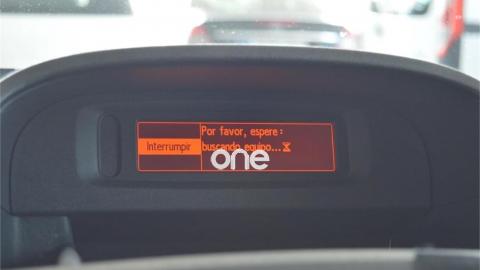 Por favor, espere:
Interrumpir
buscando equipo...
one